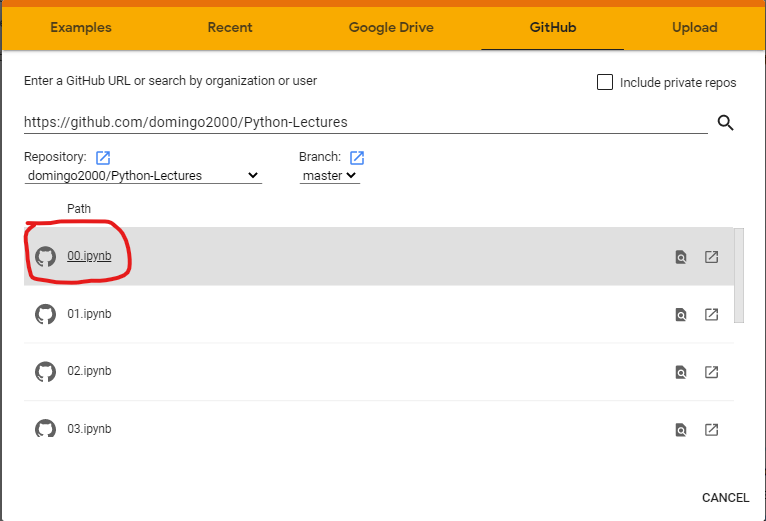 Examples Recent Google Drive GitHub Upload
Enter a GitHub URL or search by organization or user Include private repos
https://github.com/domingo2000/Python-Lectures
Repository: Branch:
domingo2000/Python-Lectures master
Path
00.ipynb
01.ipynb
02.ipynb
03.ipynb
CANCEL